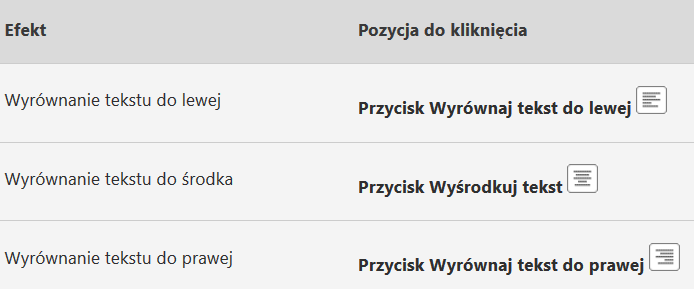 Efekt Pozycja do kliknięcia
Wyrównanie tekstu do lewej Przycisk Wyrównaj tekst do lewej
Wyrównanie tekstu do środka Przycisk Wyśrodkuj tekst
Wyrównanie tekstu do prawej Przycisk Wyrównaj tekst do prawej